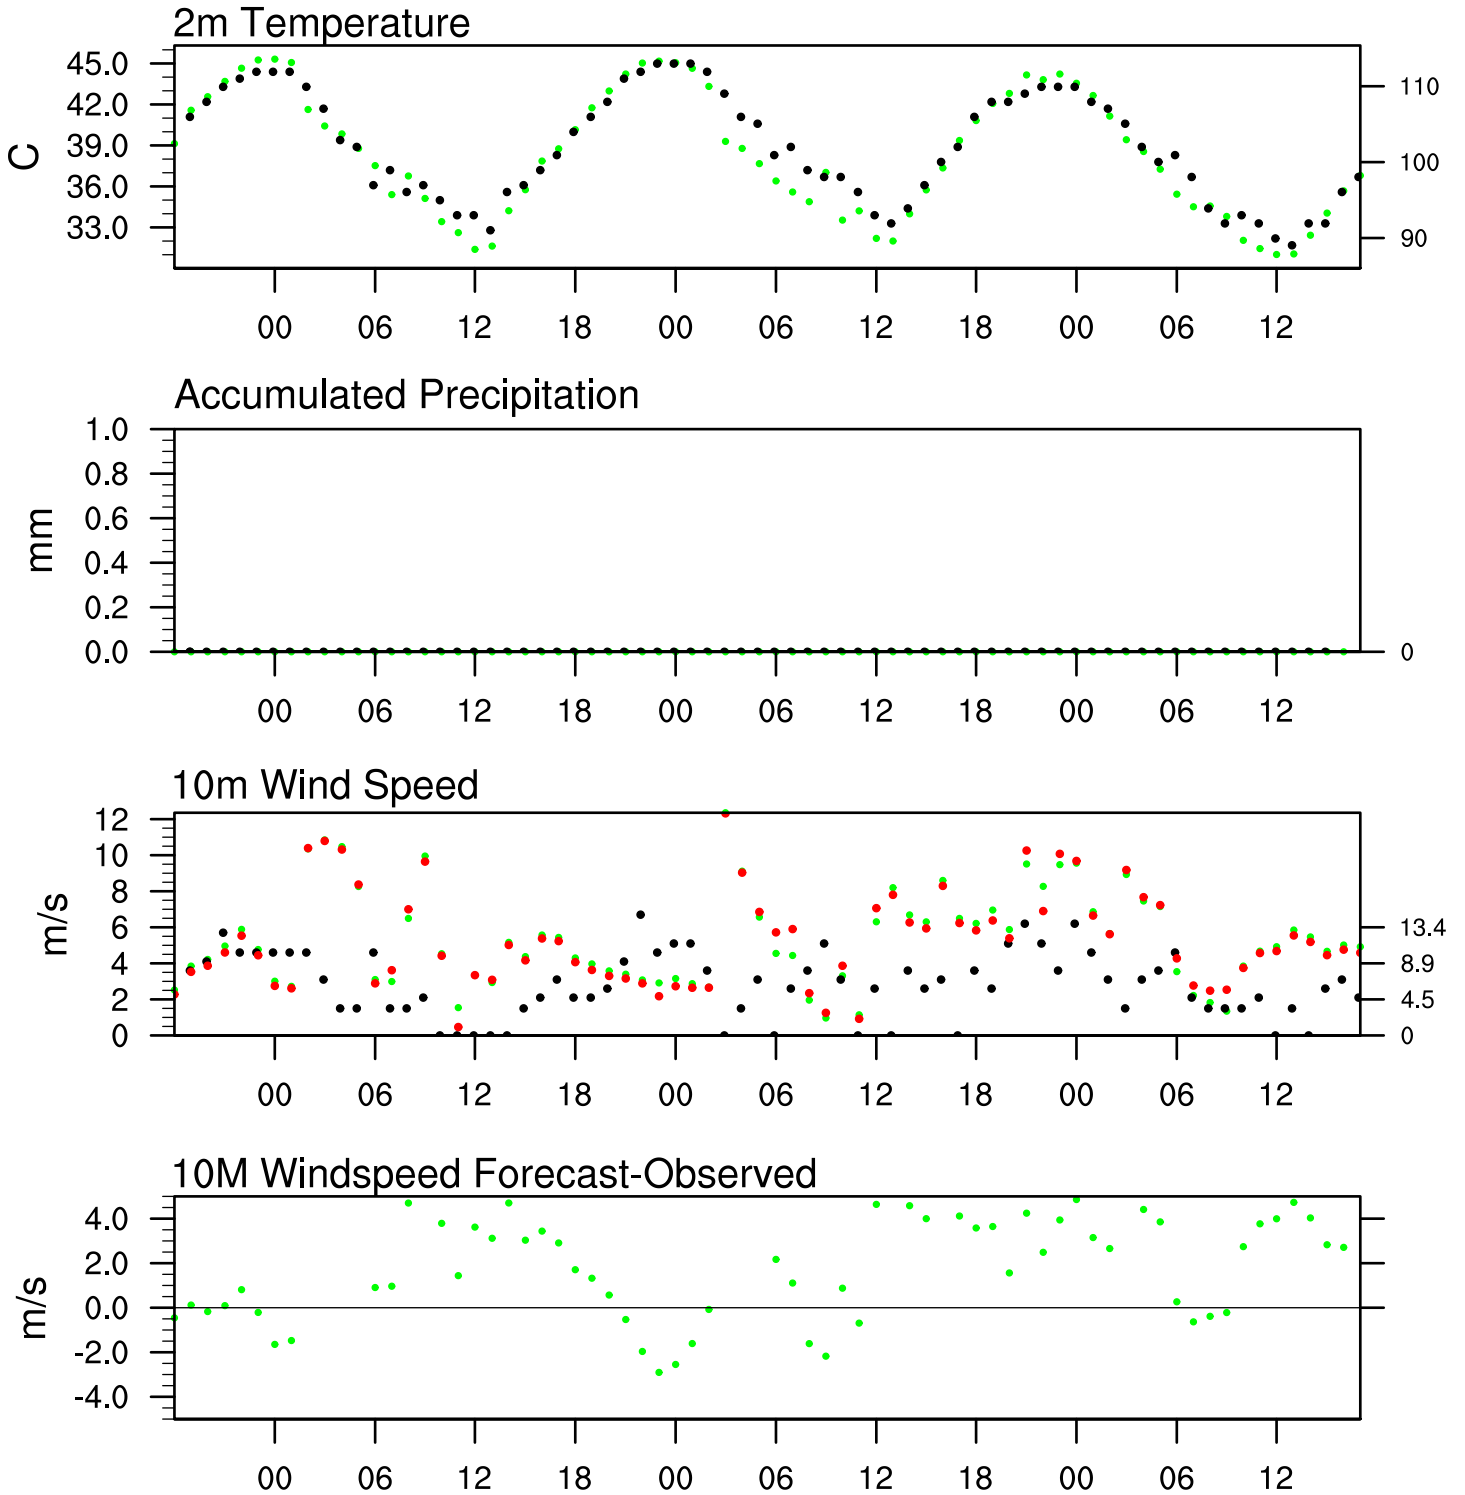 2m Temperature
45.0
42.0
39.0
36.0
33.0
C
110
100
90
00 06 12 18 00 06 12 18 00 06 12
Accumulated Precipitation
1.0
0.8
0.6
0.4
0.2
0.0
mm
0
00 06 12 18 00 06 12 18 00 06 12
10m Wind Speed
12
10
8
6
4
2
0
m/s
13.4
8.9
4.5
0
00 06 12 18 00 06 12 18 00 06 12
10M Windspeed Forecast-Observed
4.0
2.0
0.0
-2.0
-4.0
m/s
00 06 12 18 00 06 12 18 00 06 12